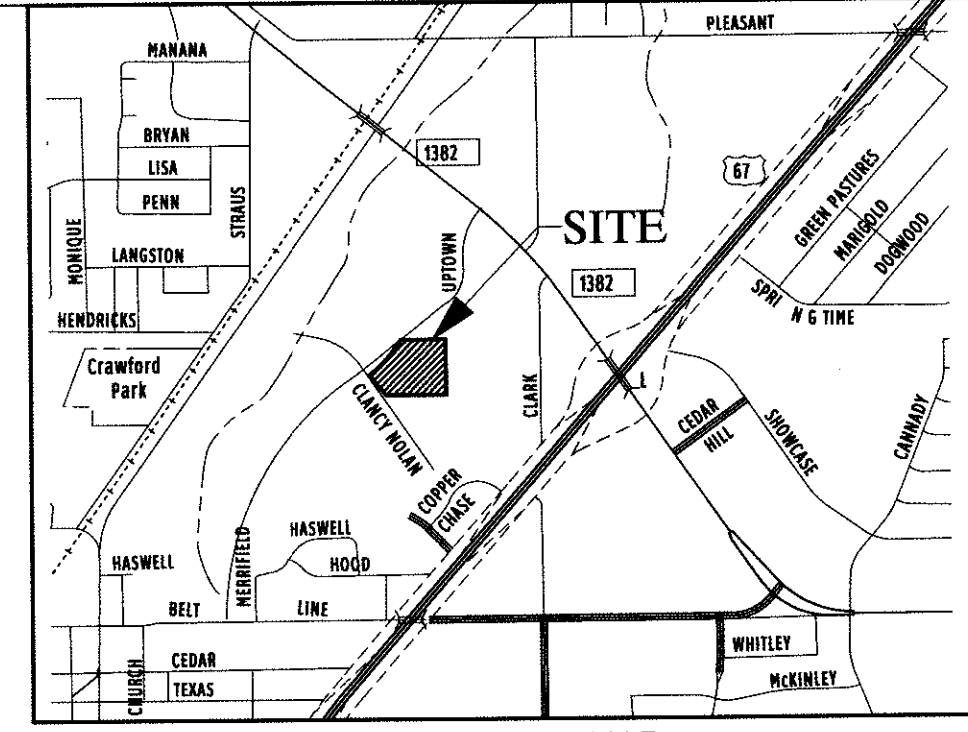 PLEASANT
MANANA
BRYAN
LISA
PENN
STRAUS
MONIQUE
LANGSTON
HENDRICKS
Crawford
Park
1382
67
GREEN PASTURES
MARIGOLD
DOGWOOD
SITE
UPTOWN
1382
SPRI N G TIME
CLARK
CLANCY NOLAN
CEDAR
HILL
SHOWCASE
CANNADY
COPPER
CHASE
HASWELL
HASWELL
HOOD
MERRIFIELD
BELT LINE
CEDAR
TEXAS
CHURCH
WHITLEY
McKINLEY